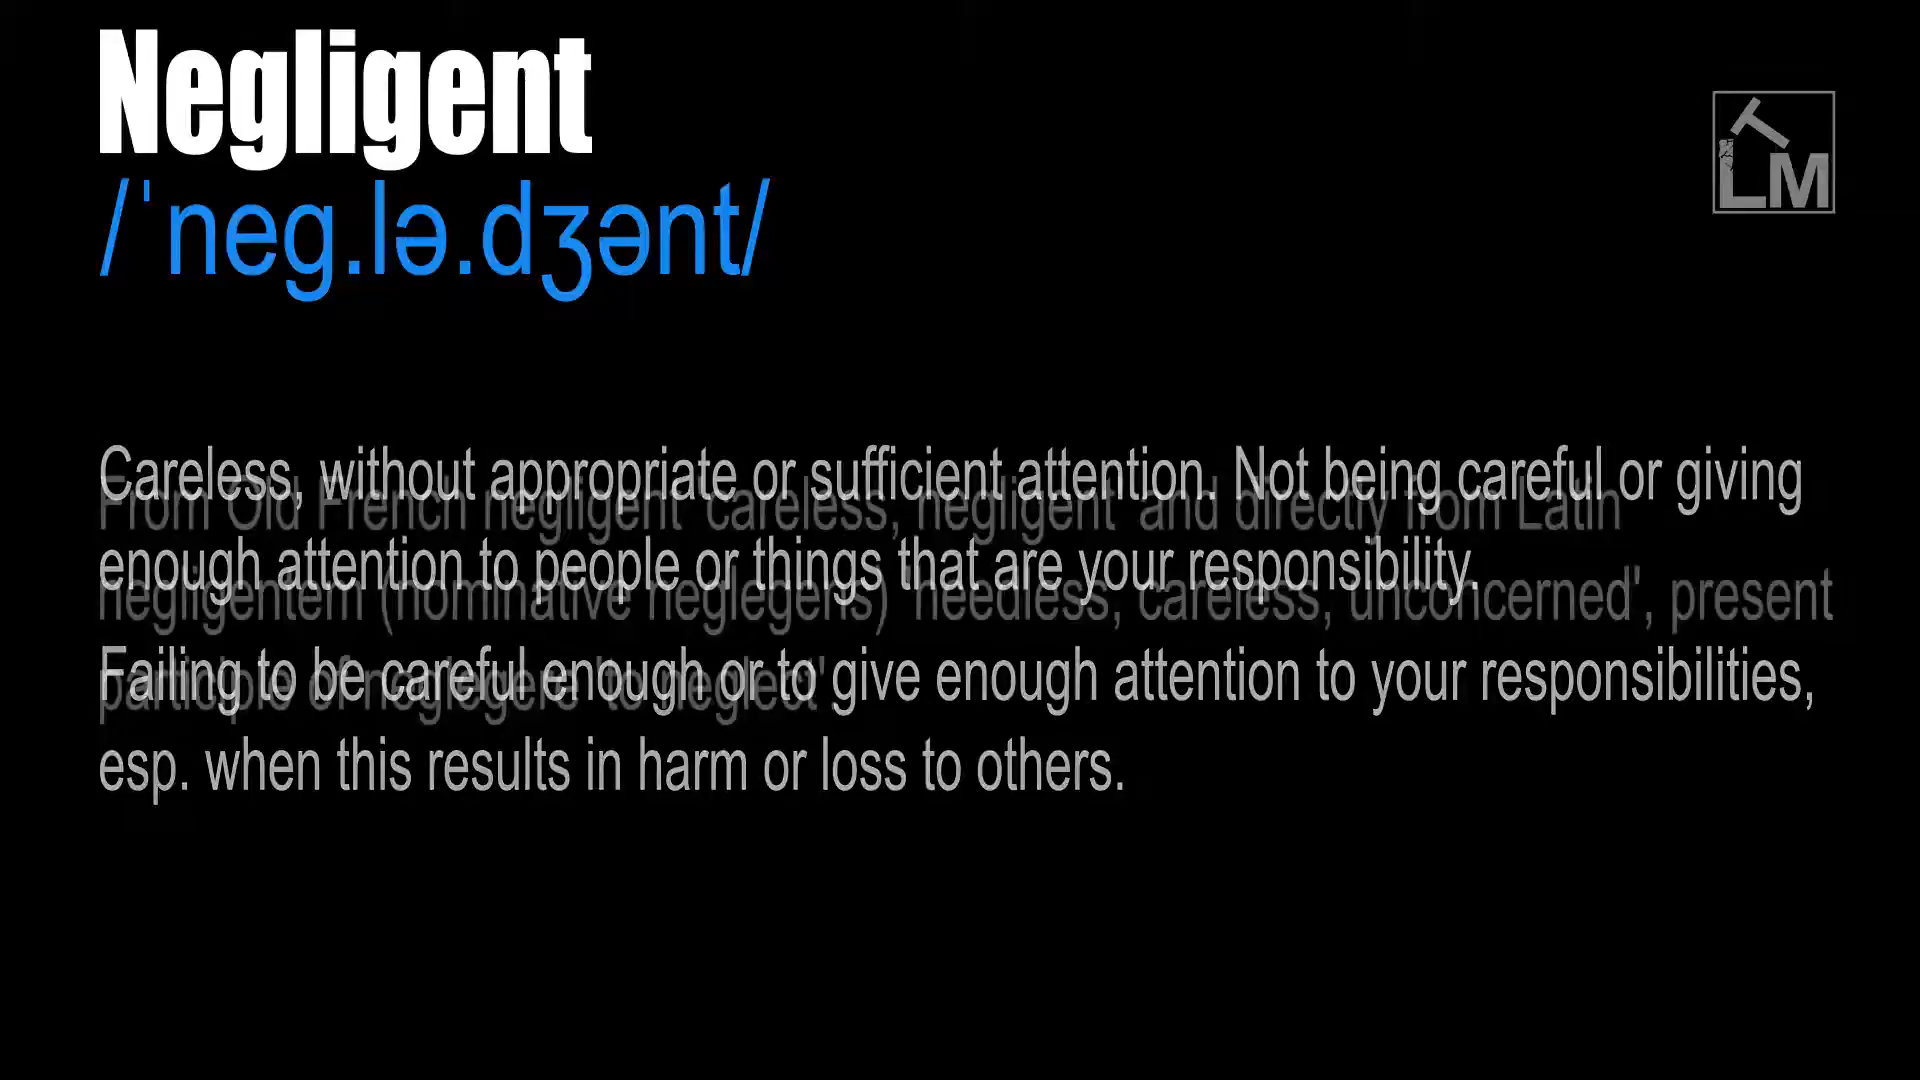 Negligent
/ˈneg.lə.dʒənt/
LM
Careless, without appropriate or sufficient attention. Not being careful or giving
enough attention to people or things that are your responsibility.
Failing to be careful enough or to give enough attention to your responsibilities,
esp. when this results in harm or loss to others.
From Old French negligent 'careless, negligent' and directly from Latin
negligentem (nominative neglegens) 'heedless, careless, unconcerned', present
participle of neglegere 'to neglect'